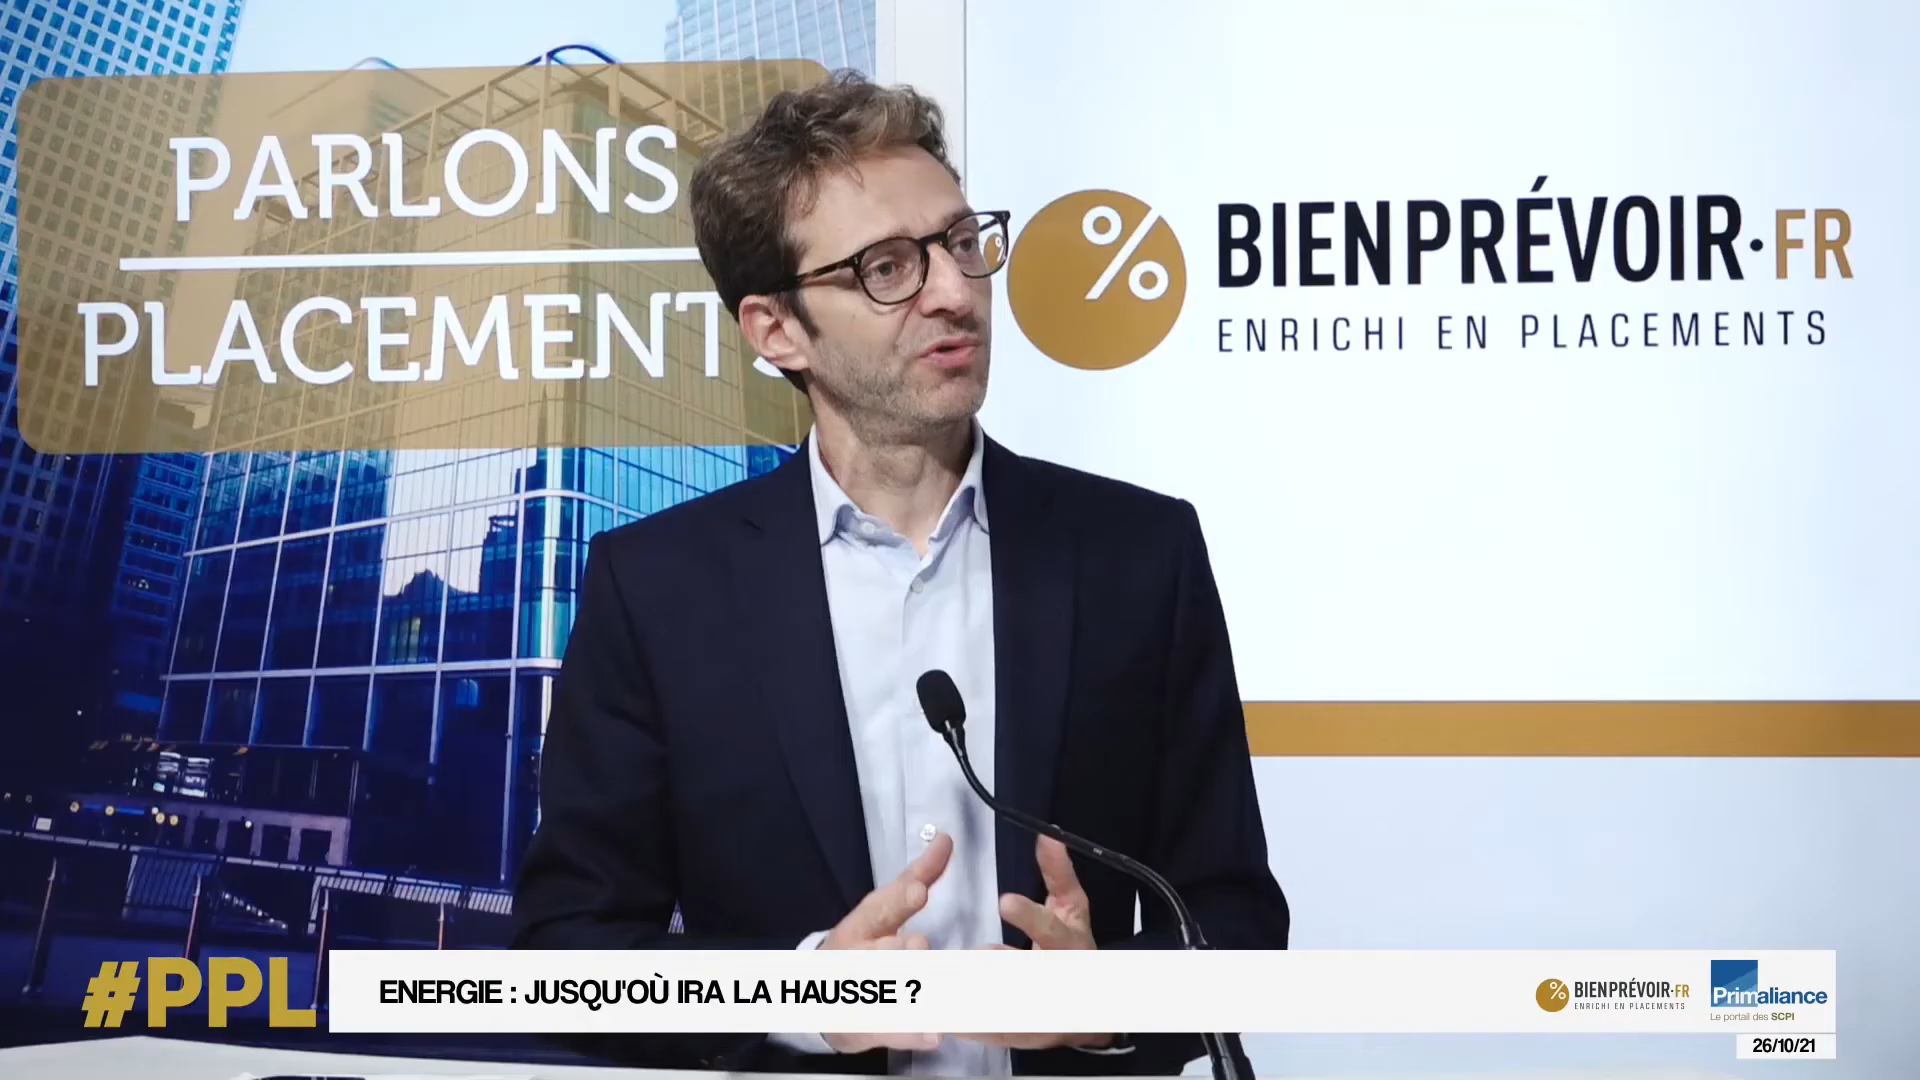 PARLONS
PLACEMENTS
%
BIENPRÉVOIR·FR
ENRICHI EN PLACEMENTS
#PPL
ENERGIE : JUSQU'OÙ IRA LA HAUSSE ?
%
BIENPRÉVOIR·FR
ENRICHI EN PLACEMENTS
Primaliance
Le portail des SCPI
26/10/21